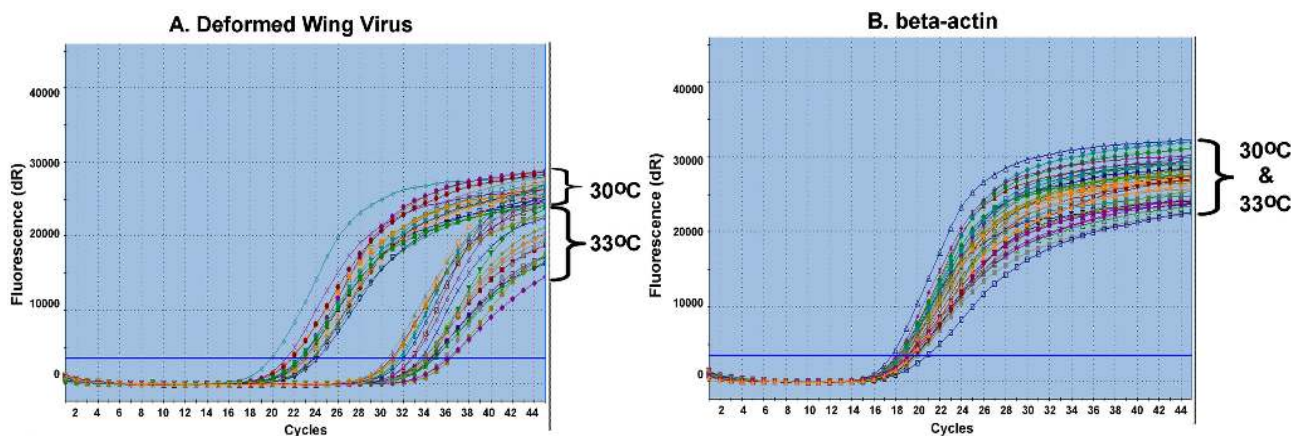 A. Deformed Wing Virus
Fluorescence (dR)
40000
30000
20000
10000
0
2 4 6 8 10 12 14 16 18 20 22 24 26 28 30 32 34 36 38 40 42 44
Cycles
30ºC
33ºC
B. beta-actin
Fluorescence (dR)
40000
30000
20000
10000
0
2 4 6 8 10 12 14 16 18 20 22 24 26 28 30 32 34 36 38 40 42 44
Cycles
30ºC
&
33ºC